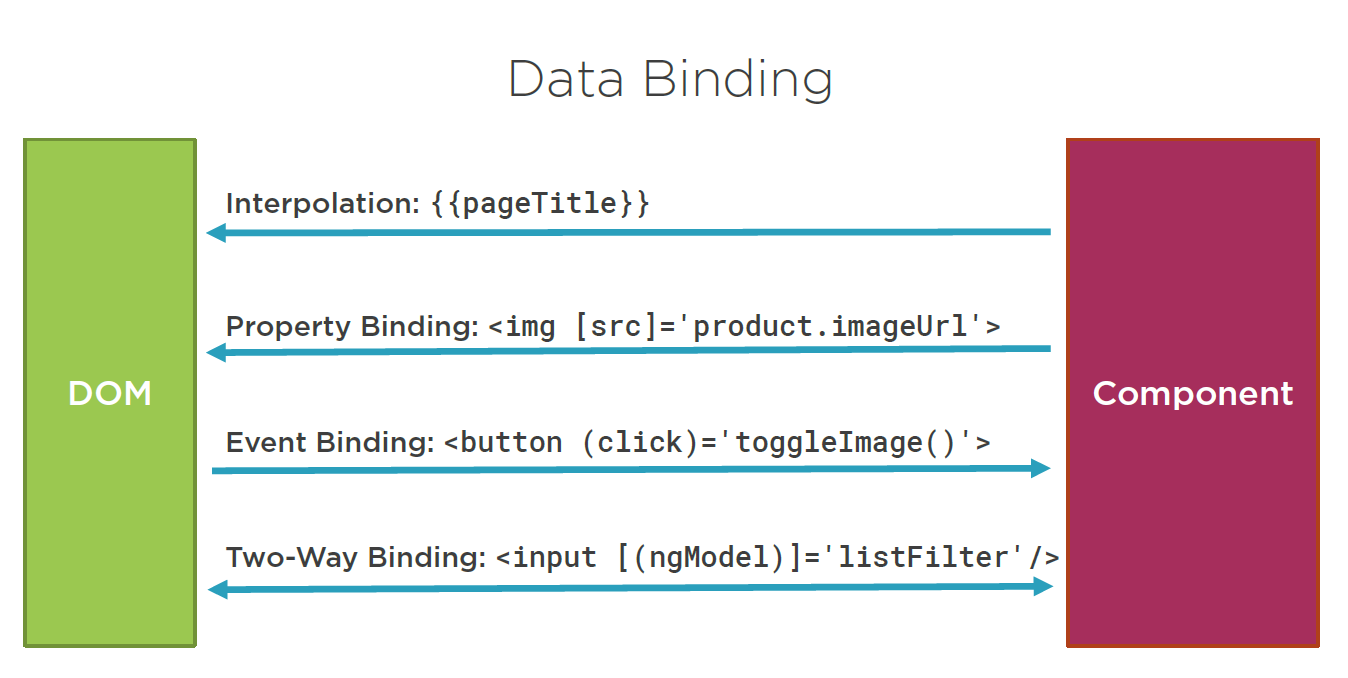 Data Binding
Interpolation: {{pageTitle}}
Property Binding: <img [src]='product.imageUrl'>
DOM
Component
Event Binding: <button (click)='toggleImage()'>
Two-Way Binding: <input [(ngModel)]='listFilter'/>